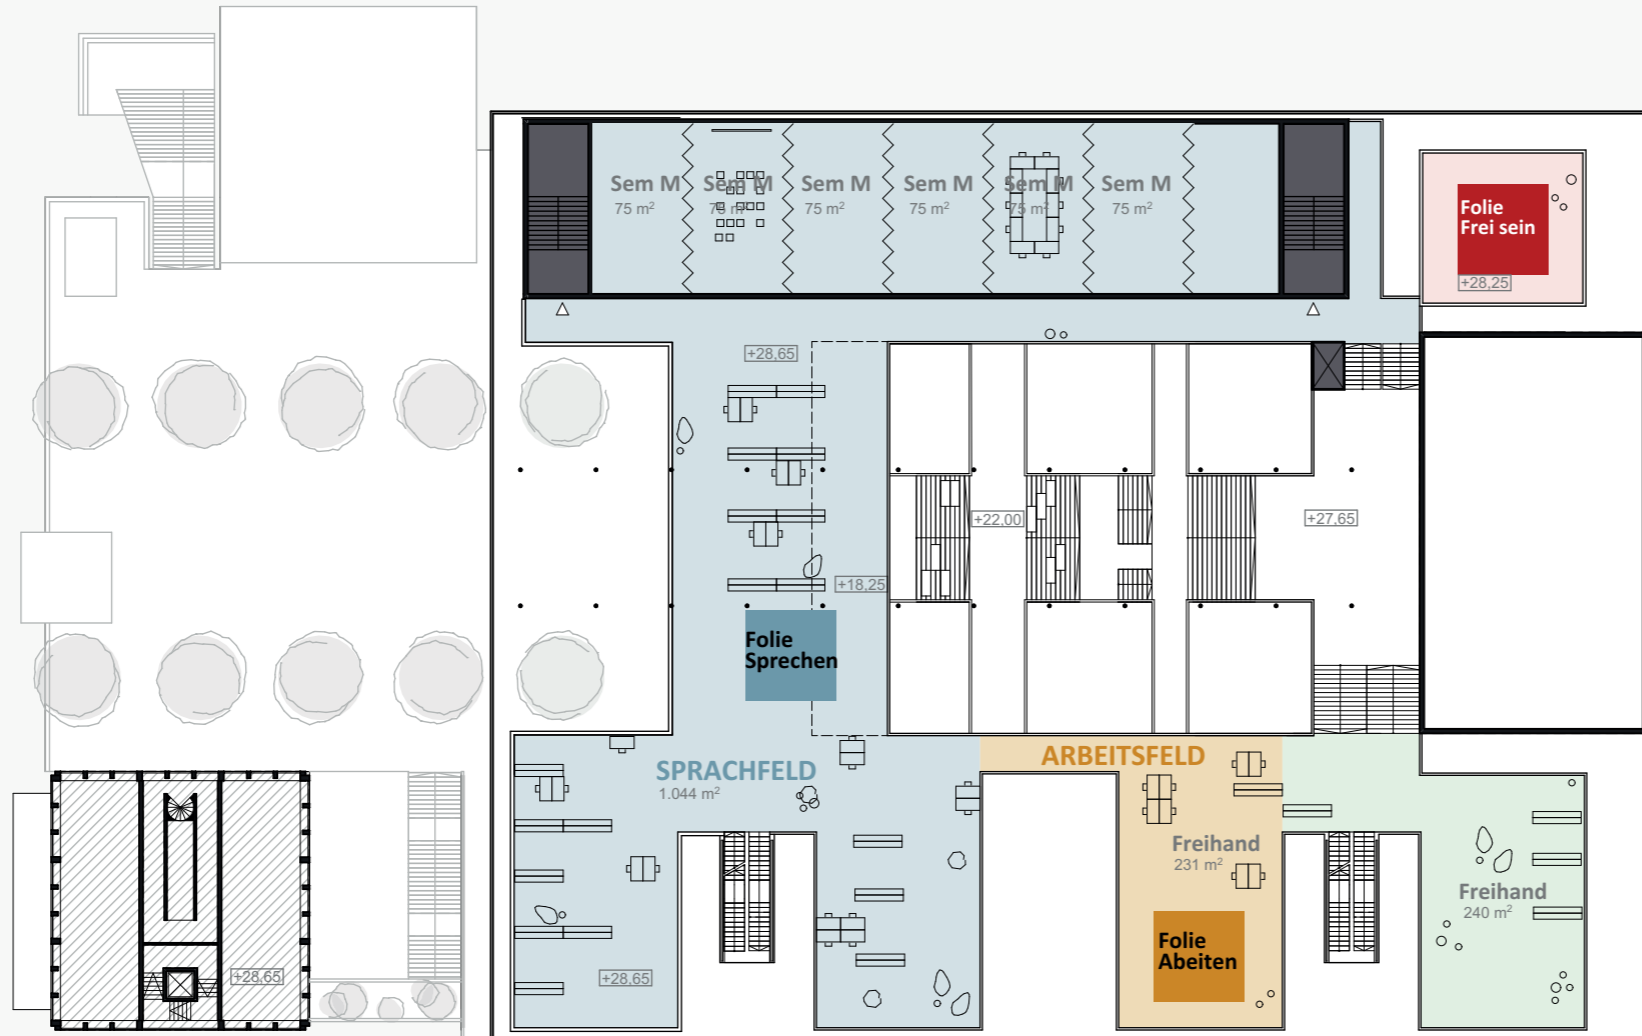 Sem M
75 m²
Sem M
75 m²
Sem M
75 m²
Sem M
75 m²
Sem M
75 m²
Sem M
75 m²
Folie
Frei sein
+28,25
+28,65
+22,00
+27,65
+18,25
Folie
Sprechen
SPRACHFELD
1.044 m²
ARBEITSFELD
Freihand
231 m²
Freihand
240 m²
Folie
Abeiten
+28,65
+28,65